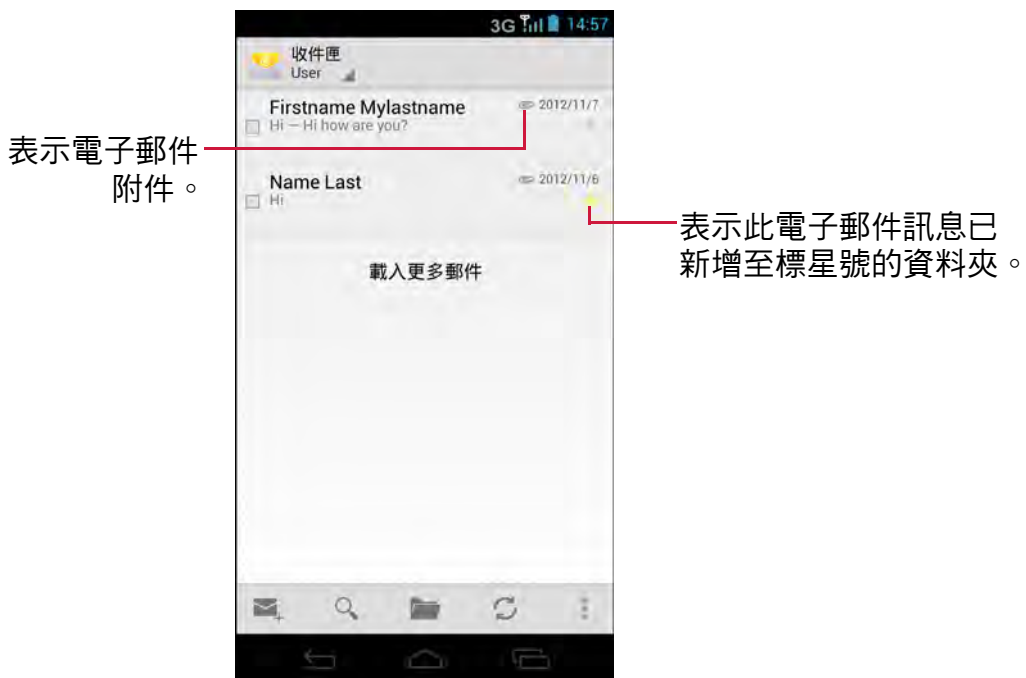 3G 14:57
收件匣
User
Firstname Mylastname 2012/11/7
Hi — Hi how are you?
表示電子郵件
附件。
Name Last 2012/11/6
Hi
表示此電子郵件訊息已
新增至標星號的資料夾。
載入更多郵件